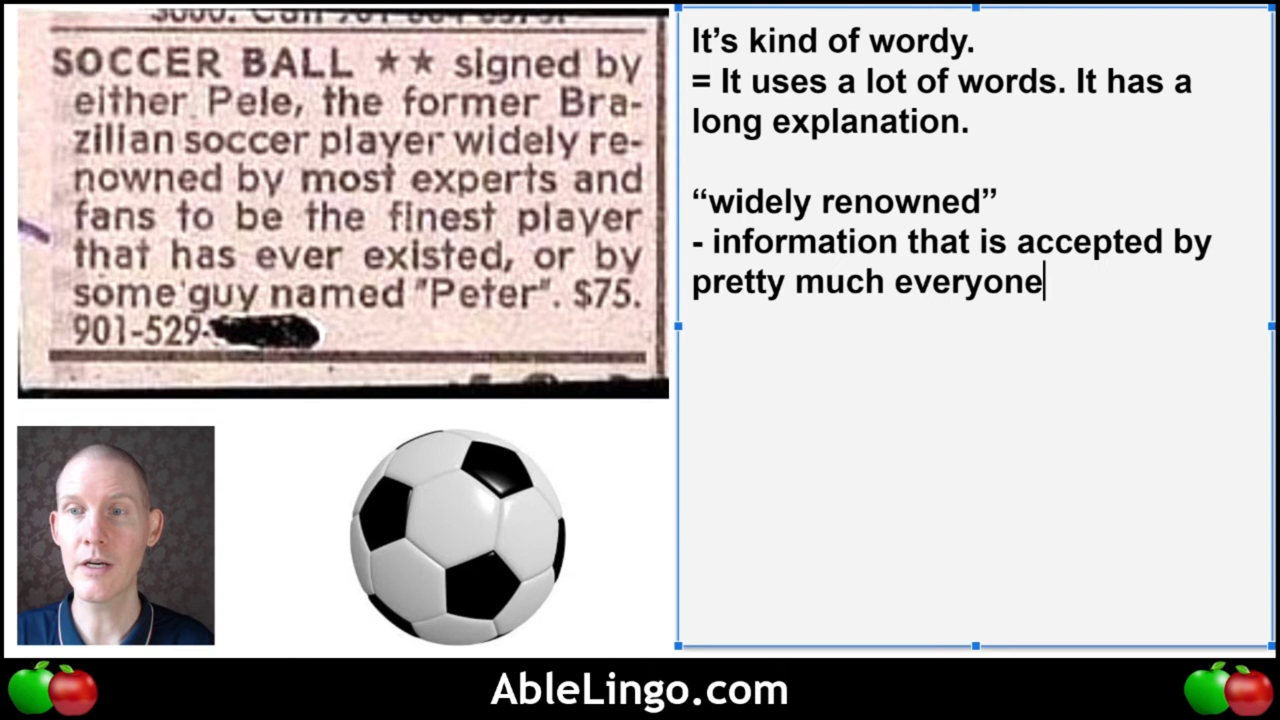 SOCCER BALL ★★ signed by
either Pele, the former Bra-
zilian soccer player widely re-
nowned by most experts and
fans to be the finest player
that has ever existed, or by
some guy named "Peter". $75.
901-529-
It's kind of wordy.
= It uses a lot of words. It has a
long explanation.
“widely renowned”
- information that is accepted by
pretty much everyone
AbleLingo.com